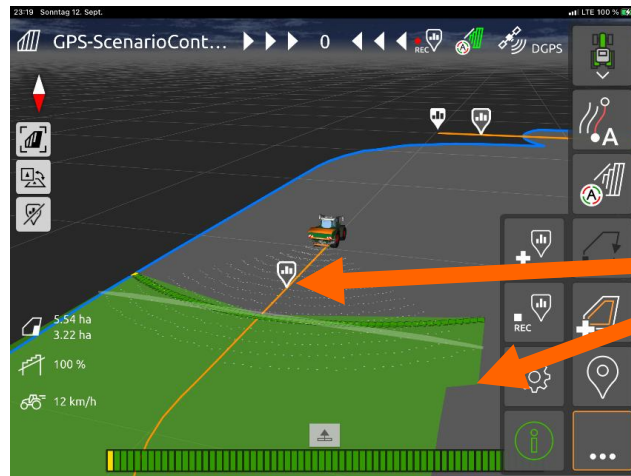 23:19 Sonntag 12. Sept.
LTE 100 %
GPS-ScenarioCont... 0 REC A DGPS
A
A
5.54 ha
3.22 ha
REC
100 %
12 km/h